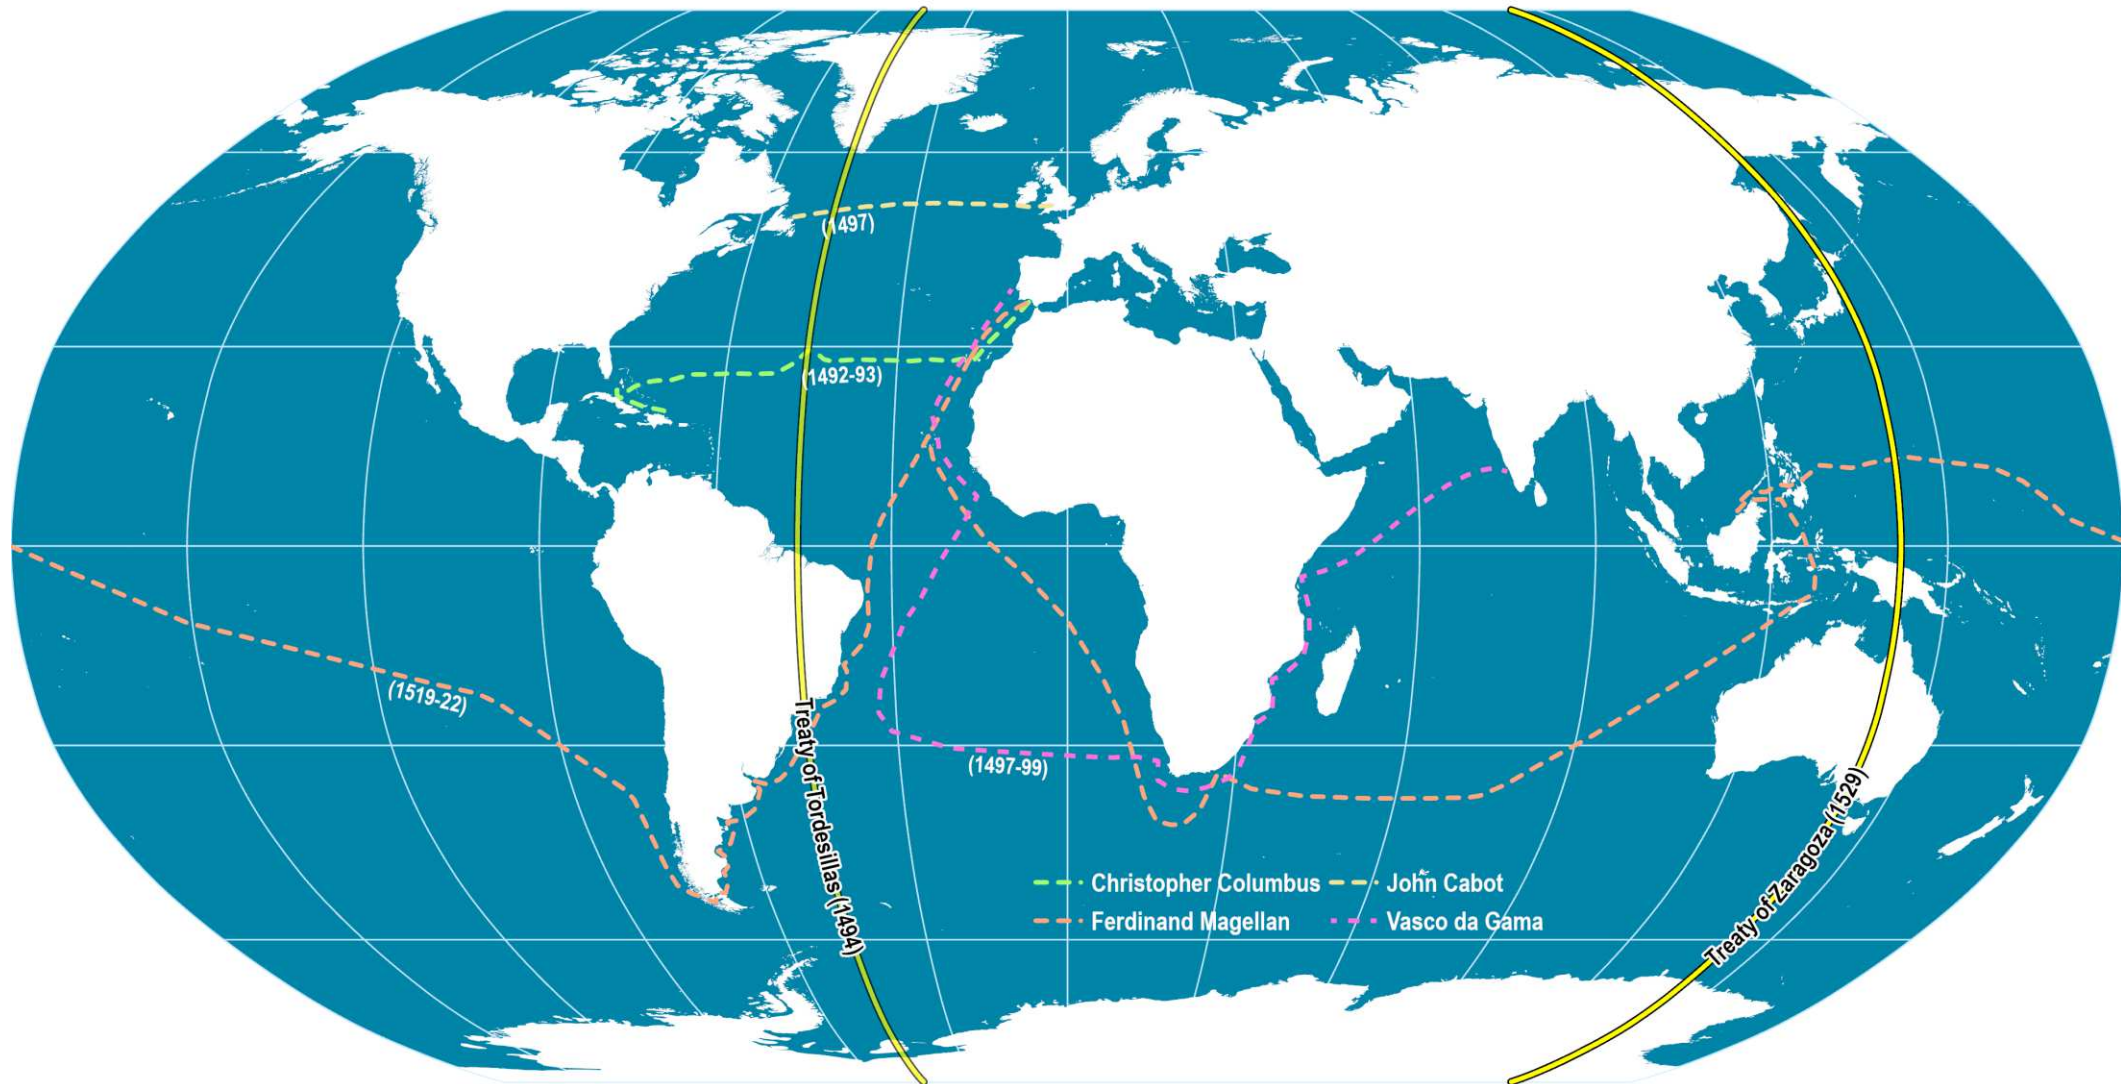 (1497)
(1492-93)
(1519-22)
(1497-99)
Treaty of Tordesillas (1494)
Treaty of Zaragoza (1529)
Christopher Columbus
John Cabot
Ferdinand Magellan
Vasco da Gama